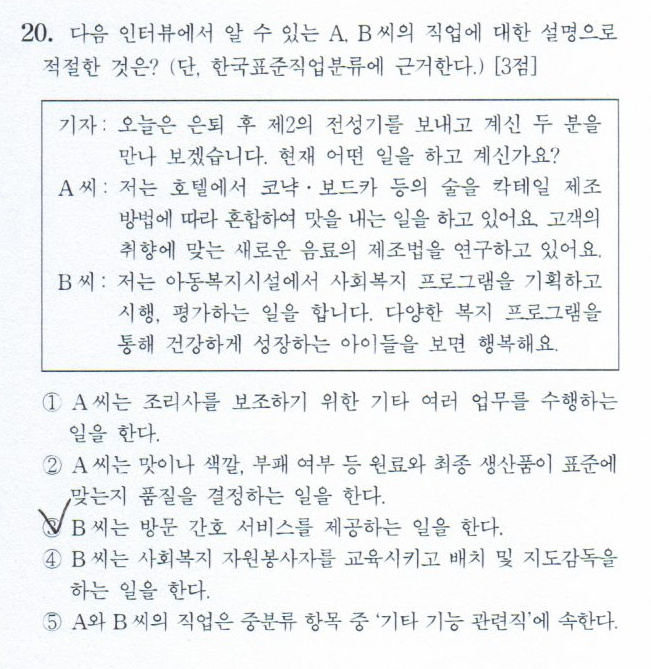 20. 다음 인터뷰에서 알 수 있는 A, B 씨의 직업에 대한 설명으로
적절한 것은? (단, 한국표준직업분류에 근거한다.) [3점]
기자 : 오늘은 은퇴 후 제2의 전성기를 보내고 계신 두 분을
만나 보겠습니다. 현재 어떤 일을 하고 계신가요?
A 씨 : 저는 호텔에서 코냑 · 보드카 등의 술을 칵테일 제조
방법에 따라 혼합하여 맛을 내는 일을 하고 있어요. 고객의
취향에 맞는 새로운 음료의 제조법을 연구하고 있어요.
B 씨 : 저는 아동복지시설에서 사회복지 프로그램을 기획하고
시행, 평가하는 일을 합니다. 다양한 복지 프로그램을
통해 건강하게 성장하는 아이들을 보면 행복해요.
① A 씨는 조리사를 보조하기 위한 기타 여러 업무를 수행하는
일을 한다.
② A 씨는 맛이나 색깔, 부패 여부 등 원료와 최종 생산품이 표준에
맞는지 품질을 결정하는 일을 한다.
③ B 씨는 방문 간호 서비스를 제공하는 일을 한다.
④ B 씨는 사회복지 자원봉사자를 교육시키고 배치 및 지도감독을
하는 일을 한다.
⑤ A와 B 씨의 직업은 중분류 항목 중 '기타 기능 관련직'에 속한다.